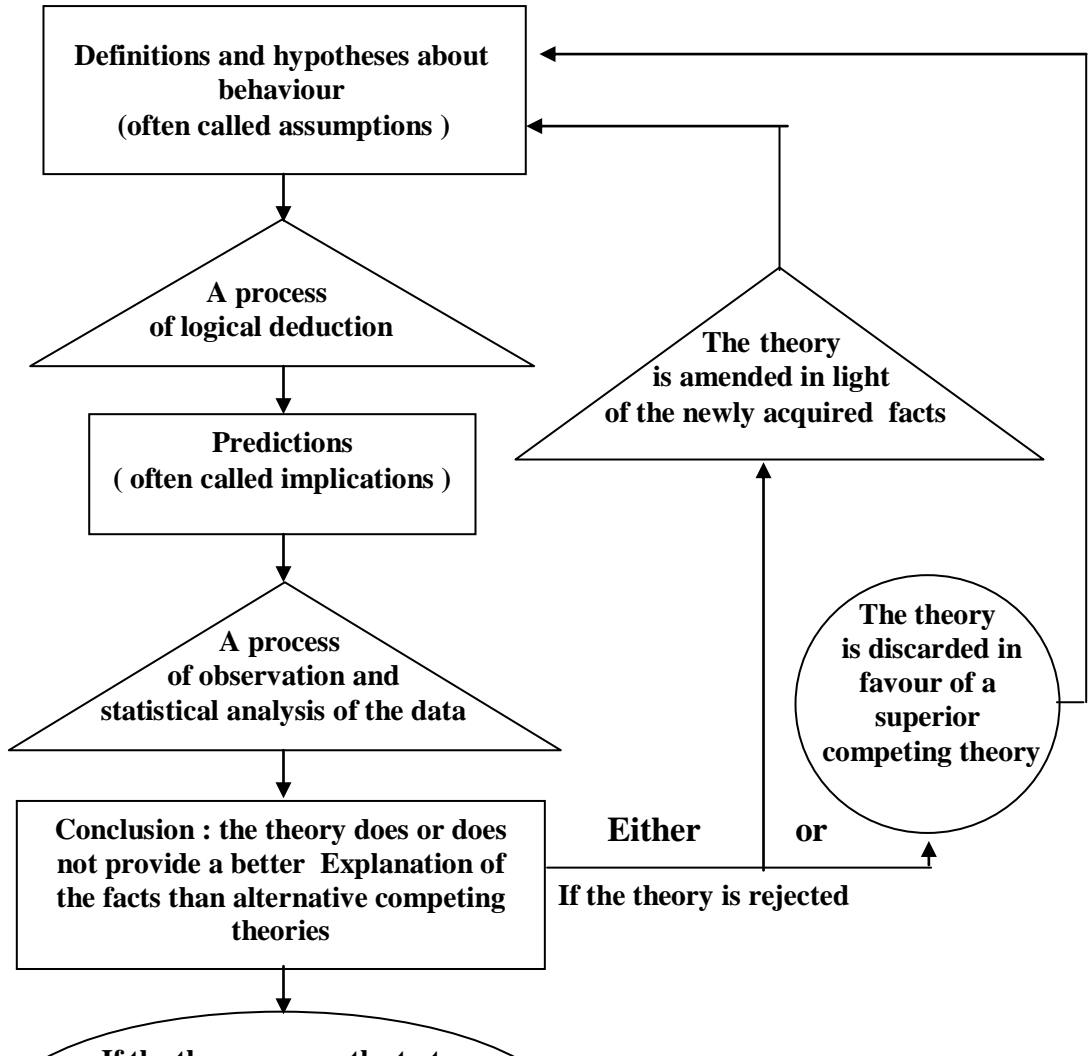 Definitions and hypotheses about
behaviour
(often called assumptions )
A process
of logical deduction
The theory
is amended in light
of the newly acquired facts
Predictions
( often called implications )
The theory
is discarded in
favour of a
superior
competing theory
A process
of observation and
statistical analysis of the data
Conclusion : the theory does or does
not provide a better Explanation of
the facts than alternative competing
theories
Either or
If the theory is rejected
If the